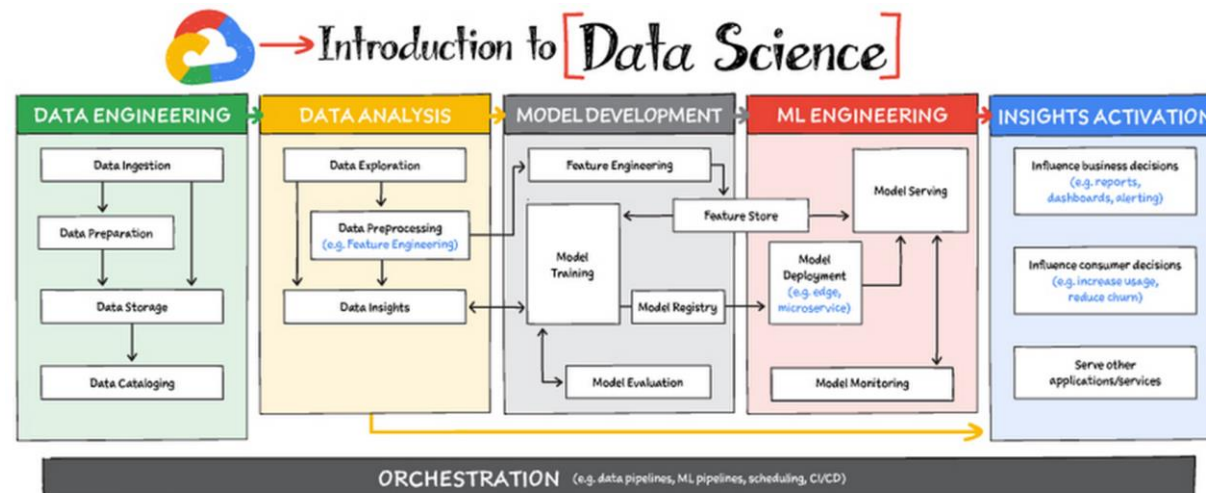 Introduction to [Data Science]
DATA ENGINEERING
Data Ingestion
Data Preparation
Data Storage
Data Cataloging
DATA ANALYSIS
Data Exploration
Data Preprocessing
(e.g. Feature Engineering)
Data Insights
MODEL DEVELOPMENT
Feature Engineering
Feature Store
Model
Training
Model Registry
Model Evaluation
ML ENGINEERING
Model Serving
Model
Deployment
(e.g. edge,
microservice)
Model Monitoring
INSIGHTS ACTIVATION
Influence business decisions
(e.g. reports,
dashboards, alerting)
Influence consumer decisions
(e.g. increase usage,
reduce churn)
Serve other
applications/services
ORCHESTRATION (e.g. data pipelines, ML pipelines, scheduling, CI/CD)